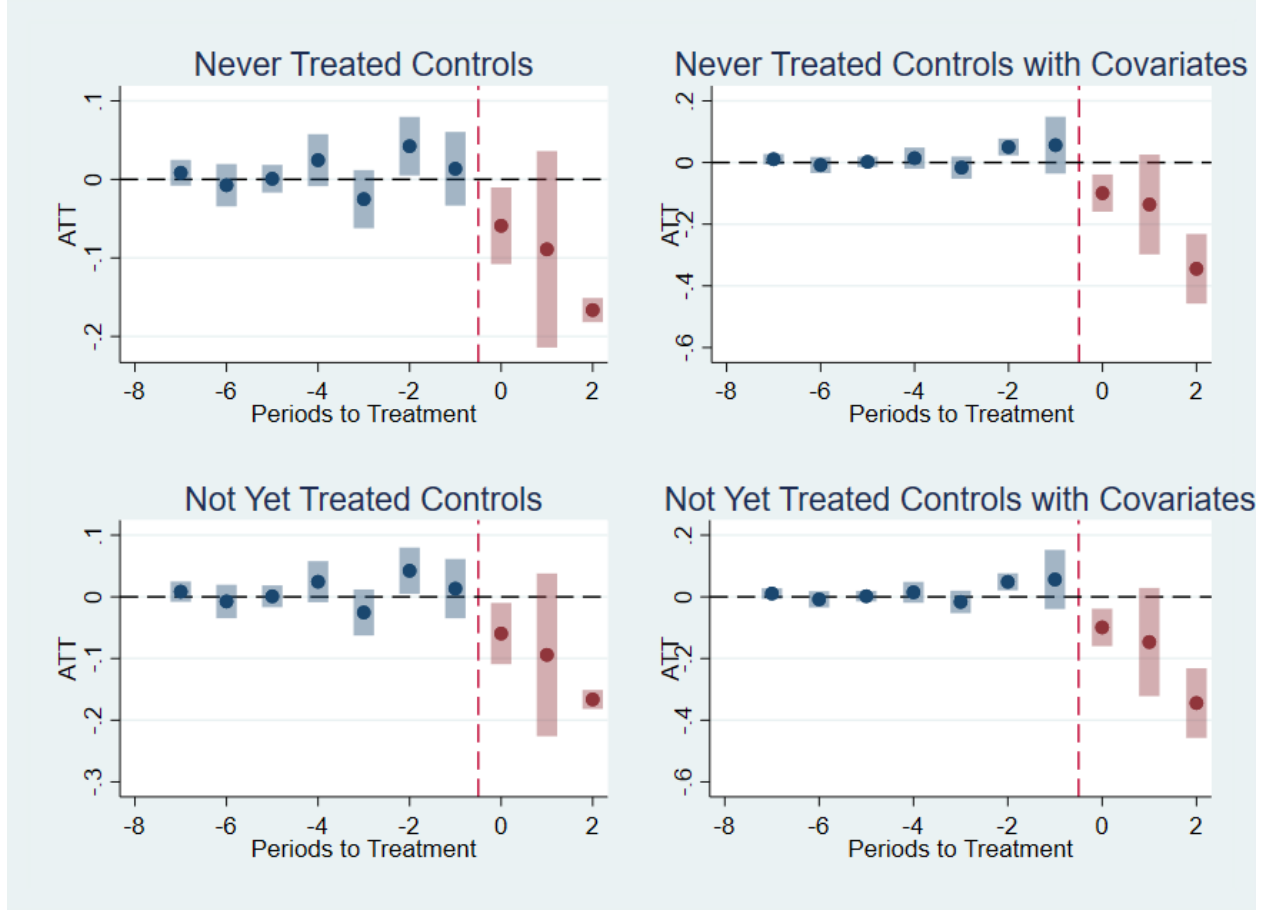 Never Treated Controls
.1
0
-.1
-.2
ATT
-8 -6 -4 -2 0 2
Periods to Treatment
Never Treated Controls with Covariates
.2
0
-.2
-.4
-.6
ATT
-8 -6 -4 -2 0 2
Periods to Treatment
Not Yet Treated Controls
.1
0
-.1
-.2
-.3
ATT
-8 -6 -4 -2 0 2
Periods to Treatment
Not Yet Treated Controls with Covariates
.2
0
-.2
-.4
-.6
ATT
-8 -6 -4 -2 0 2
Periods to Treatment